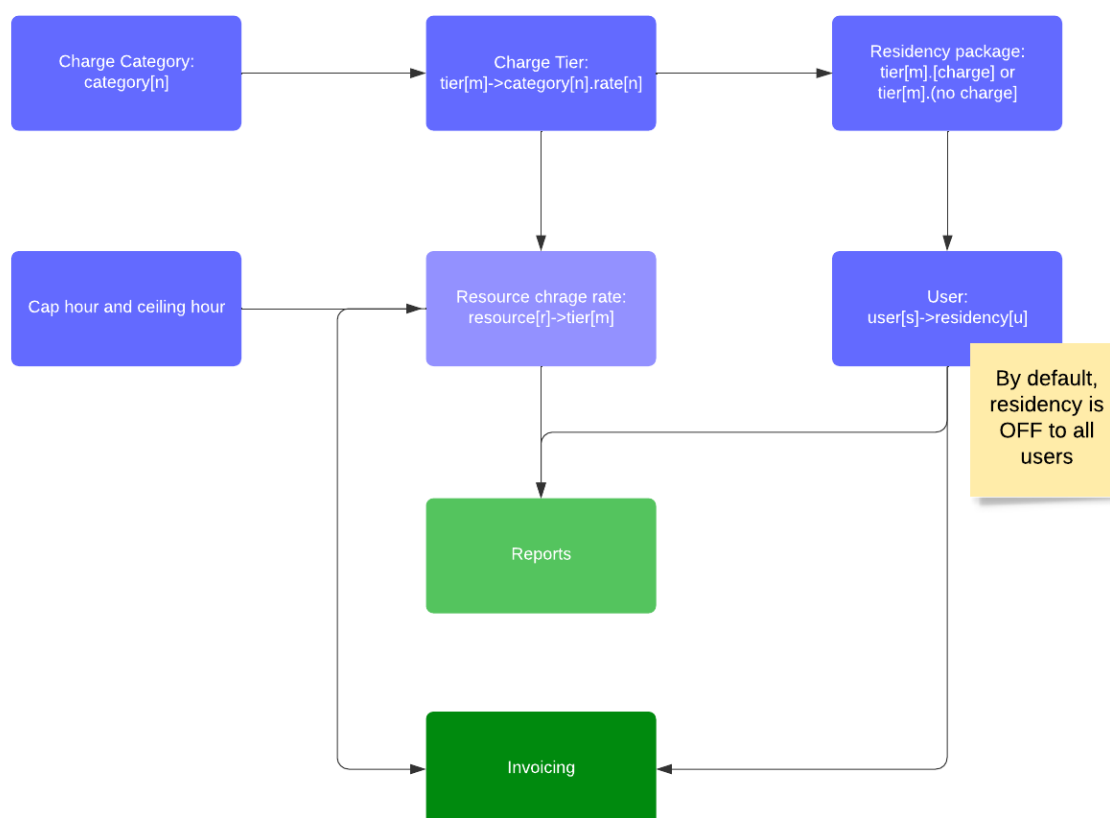 Charge Category:
category[n]
Charge Tier:
tier[m]->category[n].rate[n]
Residency package:
tier[m].[charge] or
tier[m].(no charge]
Cap hour and ceiling hour
Resource chrage rate:
resource[r]->tier[m]
User:
user[s]->residency[u]
By default,
residency is
OFF to all
users
Reports
Invoicing